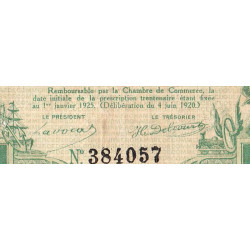 Remboursable par la Chambre de Commerce, la
date initiale de la prescription trentenaire étant fixée
au 1er janvier 1925. (Délibération du 4 juin 1920.)
LE PRÉSIDENT LE TRÉSORIER
No 384057